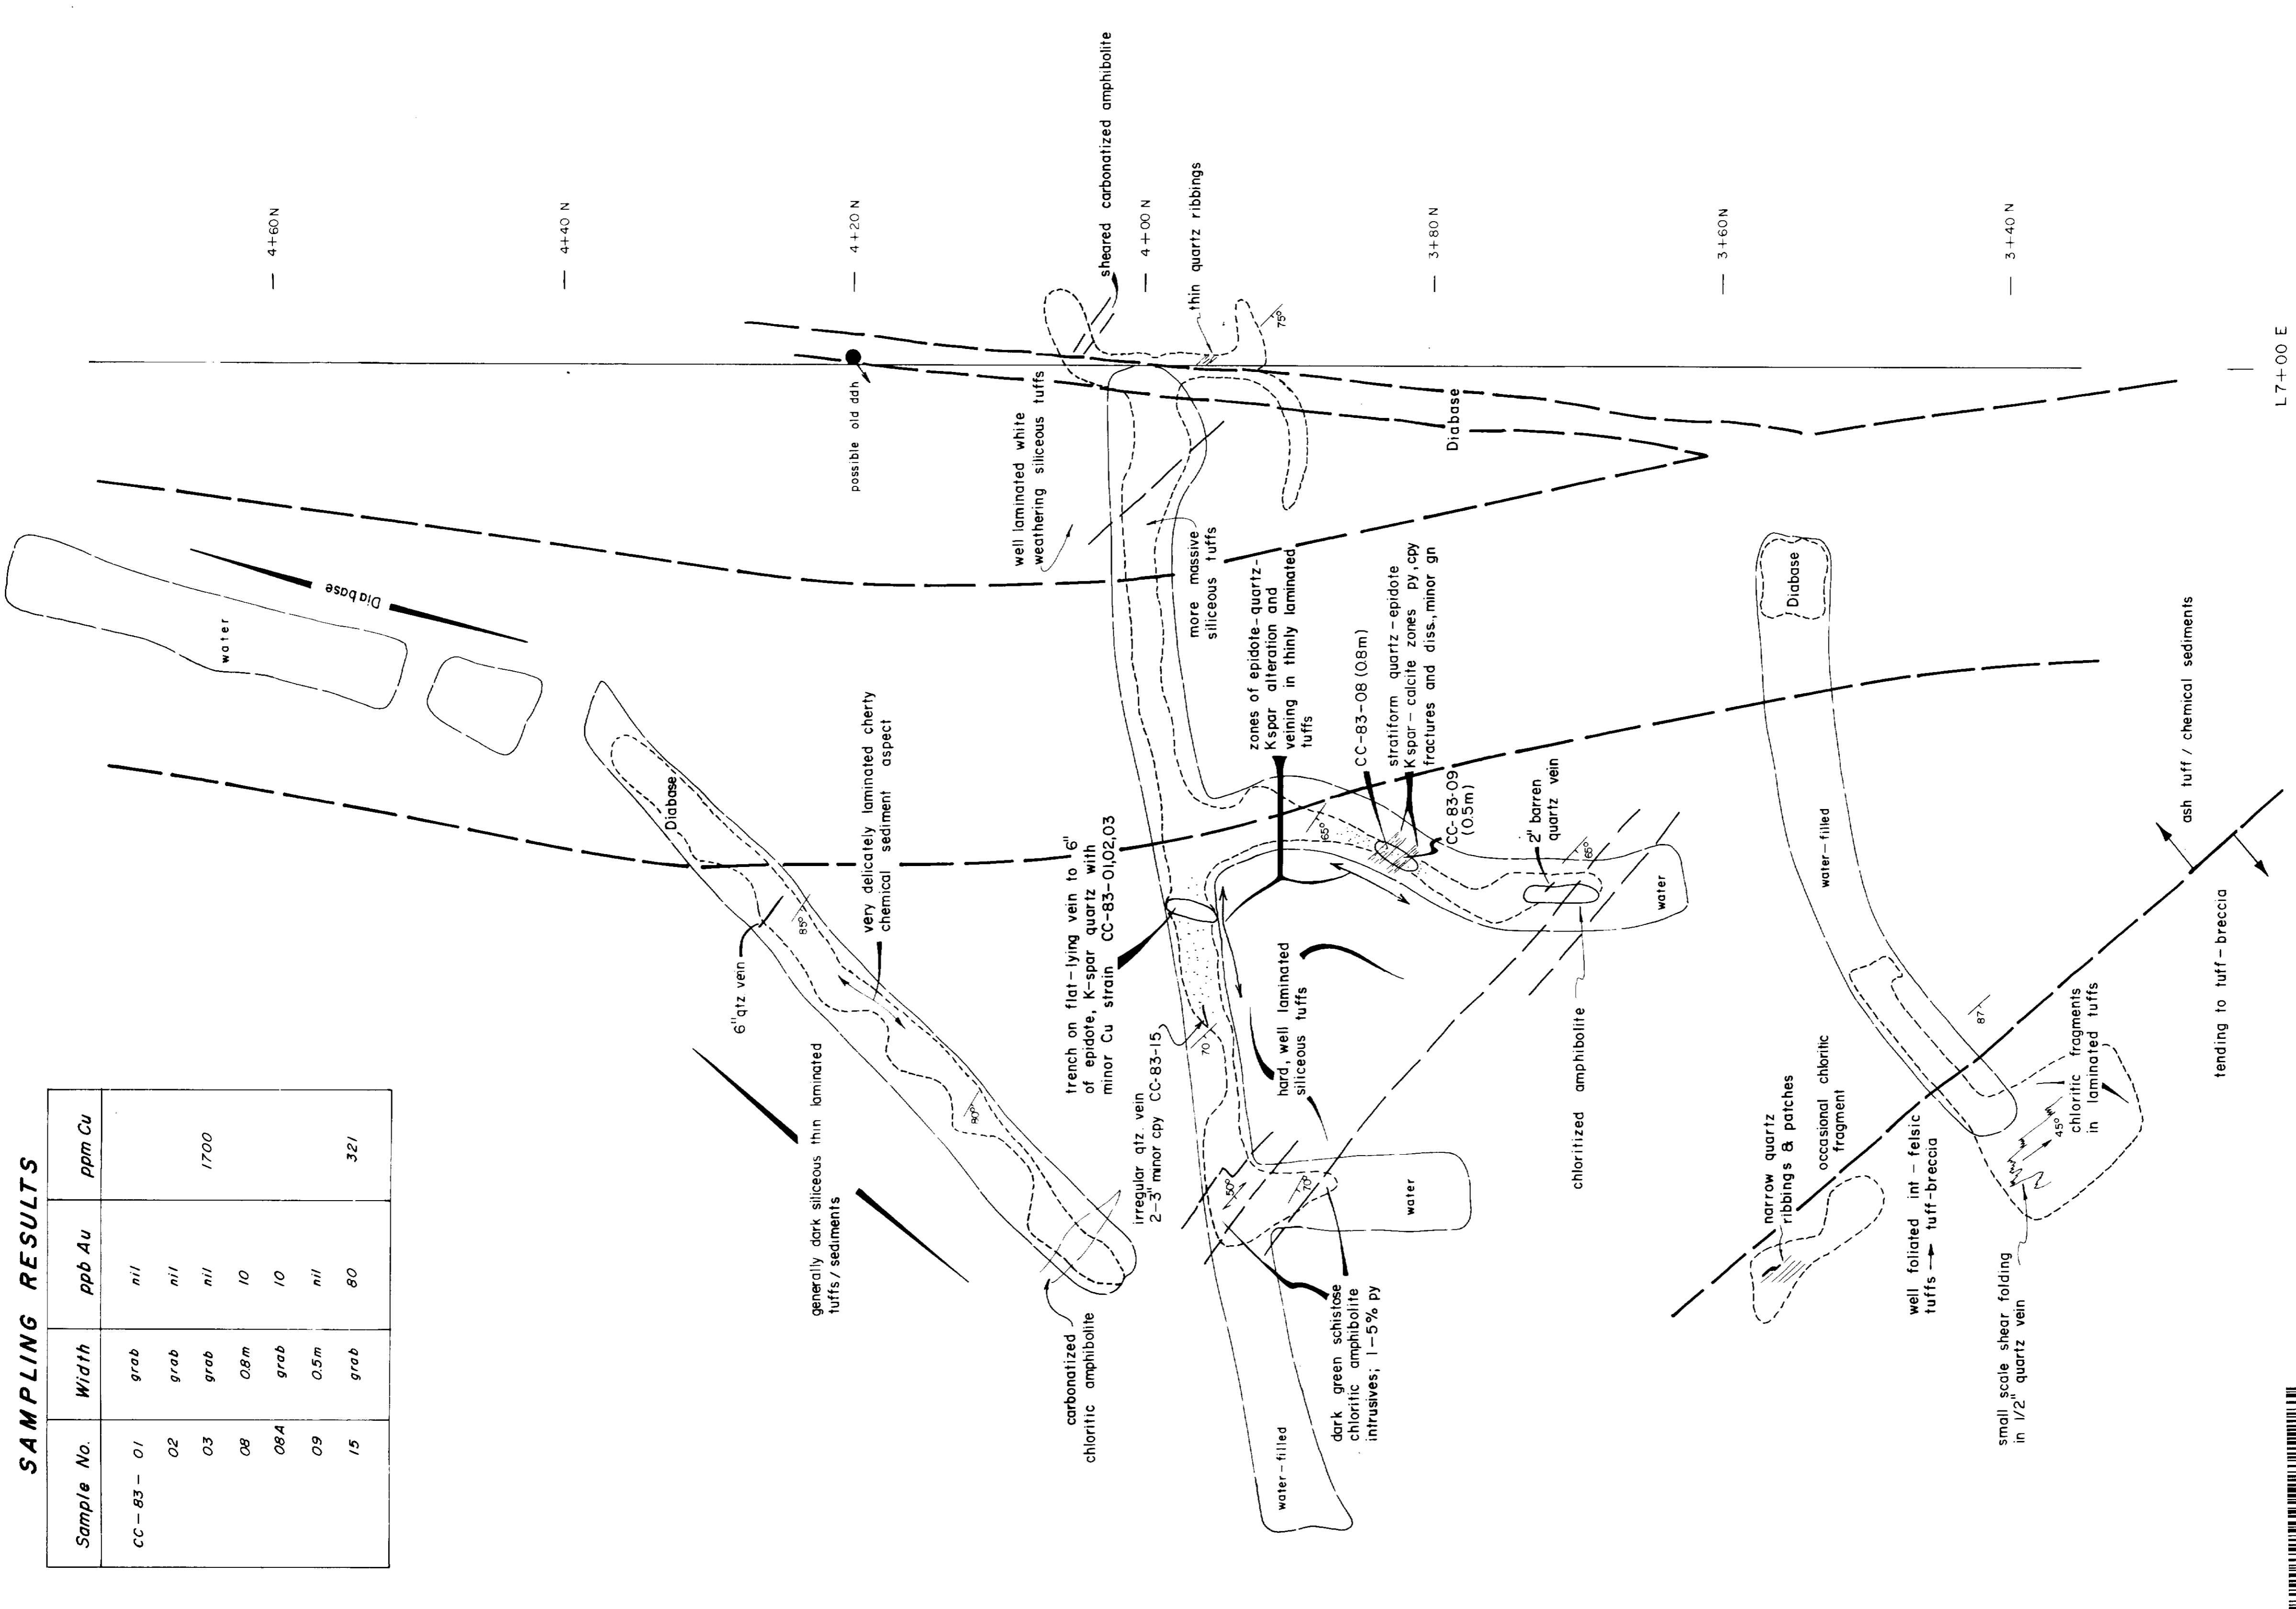 SAMPLING RESULTS
Sample No. Width ppb Au ppm Cu
CC-83- 01 grab nil
02 grab nil
03 grab nil 1700
08 0.8m 10
08A grab 10
09 0.5m nil
15 grab 80 321
water
Diabase
Diabase
6"qtz vein
85°
80°
very delicately laminated cherty
chemical sediment aspect
generally dark siliceous thin laminated
tuffs / sediments
carbonatized
chloritic amphibolite
4+60N
4+40 N
4+20 N
4+00 N
3+80 N
3+60N
3+40 N
L 7+00 E
possible old ddh
sheared carbonatized amphibolite
thin quartz ribbings
75°
well laminated white
weathering siliceous tuffs
more massive
siliceous tuffs
Diabase
trench on flat-lying vein to 6"
of epidote, K-spar quartz with
minor Cu strain CC-83-01,02,03
irregular qtz. vein
2-3" minor cpy CC-83-15
70
50°
70°
zones of epidote-quartz-
Kspar alteration and
veining in thinly laminated
tuffs
CC-83-08 (0.8m)
stratiform quartz-epidote
Kspar-calcite zones py,cpy
fractures and diss., minor gn
CC-83-09
(0.5m)
65°
2" barren
quartz vein
65°
water
hard, well laminated
siliceous tuffs
water
water-filled
dark green schistose
chloritic amphibolite
intrusives; 1-5% py
chloritized amphibolite
Diabase
water-filled
87
narrow quartz
ribbings & patches
occasional chloritic
fragment
well foliated int-felsic
tuffs → tuff-breccia
small scale shear folding
in 1/2" quartz vein
45°
chloritic fragments
in laminated tuffs
ash tuff / chemical sediments
tending to tuff-breccia